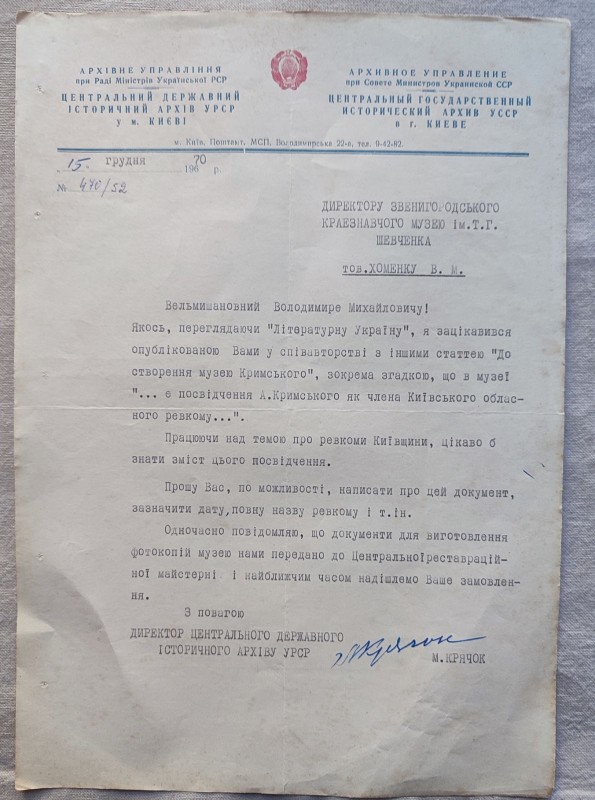 АРХІВНЕ УПРАВЛІННЯ
при Раді Міністрів Української РСР
ЦЕНТРАЛЬНИЙ ДЕРЖАВНИЙ
ІСТОРИЧНИЙ АРХІВ УРСР
у м. КИЄВІ
АРХИВНОЕ УПРАВЛЕНИЕ
при Совете Министров Украинской ССР
ЦЕНТРАЛЬНЫЙ ГОСУДАРСТВЕННЫЙ
ИСТОРИЧЕСКИЙ АРХИВ УССР
в г. КИЕВЕ
м. Київ, Поштамт, МСП, Володимирська 22-а, тел. 9-42-82.
15. грудня 1960 70 р.
№ 470/52
ДИРЕКТОРУ ЗВЕНИГОРОДСЬКОГО
КРАЄЗНАВЧОГО МУЗЕЮ ім.Т.Г.
ШЕВЧЕНКА
тов.ХОМЕНКУ В. М.
Вельмишановний Володимире Михайловичу!
Якось, переглядаючи "Літературну Україну", я зацікавився
опублікованою Вами у співавторстві з іншими статтею "До
створення музею Кримського", зокрема згадкою, що в музеї
"... є посвідчення А.Кримського як члена Київського облас-
ного ревкому...".
Працюючи над темою про ревкоми Київщини, цікаво б
знати зміст цього посвідчення.
Прошу Вас, по можливості, написати про цей документ,
зазначити дату,повну назву ревкому і т.ін.
Одночасно повідомляю, що документи для виготовлення
фотокопій музею нами передано до Центральноїреставрацій-
ної майстерні і найближчим часом надішлемо Ваше замовлен-
ня.
З повагою
ДИРЕКТОР ЦЕНТРАЛЬНОГО ДЕРЖАВНОГО
ІСТОРИЧНОГО АРХІВУ УРСР
М.КРЯЧОК